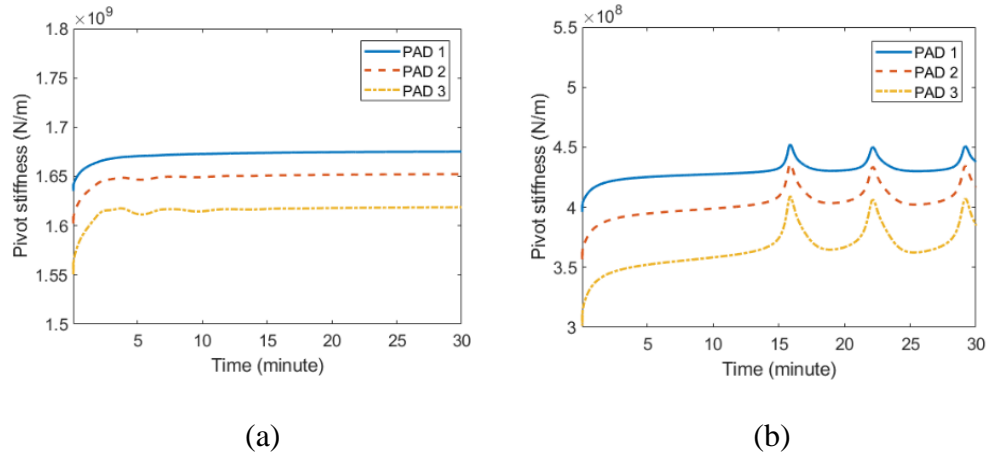 ×10⁹
1.8
1.75
1.7
1.65
1.6
1.55
1.5
Pivot stiffness (N/m)
5 10 15 20 25 30
Time (minute)
PAD 1
PAD 2
PAD 3
(a)
×10⁸
5.5
5
4.5
4
3.5
3
Pivot stiffness (N/m)
5 10 15 20 25 30
Time (minute)
PAD 1
PAD 2
PAD 3
(b)